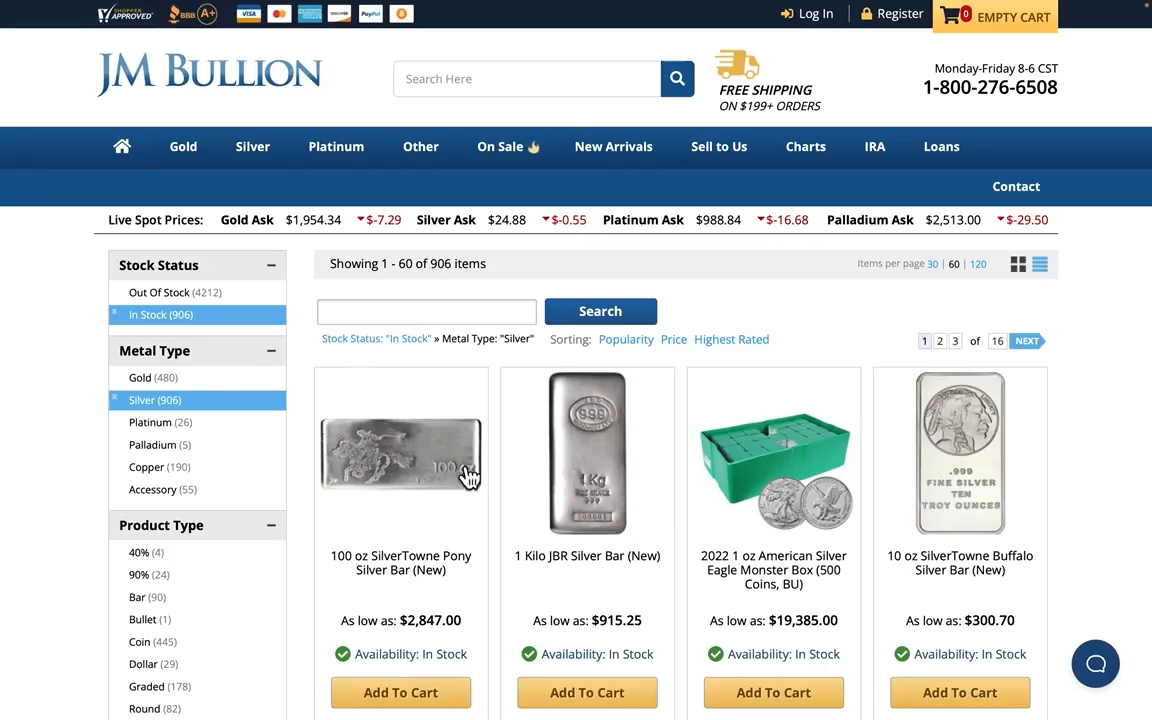 SHOPPER APPROVED
BBB A+ VISA DISCOVER PayPal
Log In Register 0 EMPTY CART
JM BULLION
Search Here
FREE SHIPPING
ON $199+ ORDERS
Monday-Friday 8-6 CST
1-800-276-6508
Gold Silver Platinum Other On Sale New Arrivals Sell to Us Charts IRA Loans
Contact
Live Spot Prices: Gold Ask $1,954.34 $-7.29 Silver Ask $24.88 $-0.55 Platinum Ask $988.84 $-16.68 Palladium Ask $2,513.00 $-29.50
Stock Status −
Out Of Stock (4212)
x In Stock (906)
Metal Type −
Gold (480)
x Silver (906)
Platinum (26)
Palladium (5)
Copper (190)
Accessory (55)
Product Type −
40% (4)
90% (24)
Bar (90)
Bullet (1)
Coin (445)
Dollar (29)
Graded (178)
Round (82)
Showing 1 - 60 of 906 items
Items per page 30 | 60 | 120
Search
Stock Status: "In Stock" » Metal Type: "Silver"
Sorting: Popularity Price Highest Rated
1 2 3 of 16 NEXT
100
100 oz SilverTowne Pony
Silver Bar (New)
As low as: $2,847.00
Availability: In Stock
Add To Cart
999
1 Kg
FINE SILVER
999
1 Kilo JBR Silver Bar (New)
As low as: $915.25
Availability: In Stock
Add To Cart
2022 1 oz American Silver
Eagle Monster Box (500
Coins, BU)
As low as: $19,385.00
Availability: In Stock
Add To Cart
LIBERTY
.999
FINE SILVER
TEN
TROY OUNCES
10 oz SilverTowne Buffalo
Silver Bar (New)
As low as: $300.70
Availability: In Stock
Add To Cart